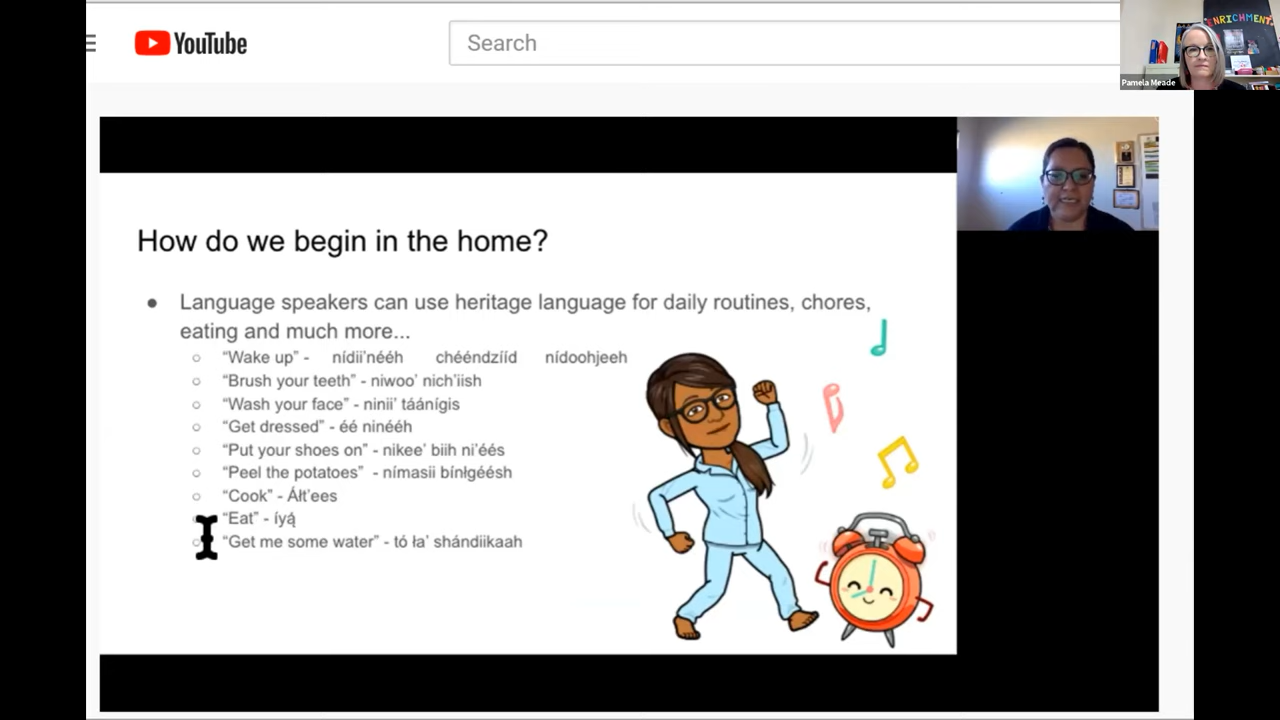 YouTube
Search
ENRICHMENT
Pamela Meade
How do we begin in the home?
● Language speakers can use heritage language for daily routines, chores,
eating and much more...
○ “Wake up” - nídii’nééh chééndzííd nídoohjeeh
○ “Brush your teeth” - niwoo’ nich’iish
○ “Wash your face” - ninii’ táánígis
○ “Get dressed” - éé ninééh
○ “Put your shoes on” - nikee’ biih ni’éés
○ “Peel the potatoes” - nímasii bínłgéésh
○ “Cook” - Áłt’ees
○ “Eat” - íyą́
○ “Get me some water” - tó ła’ shándiikaah